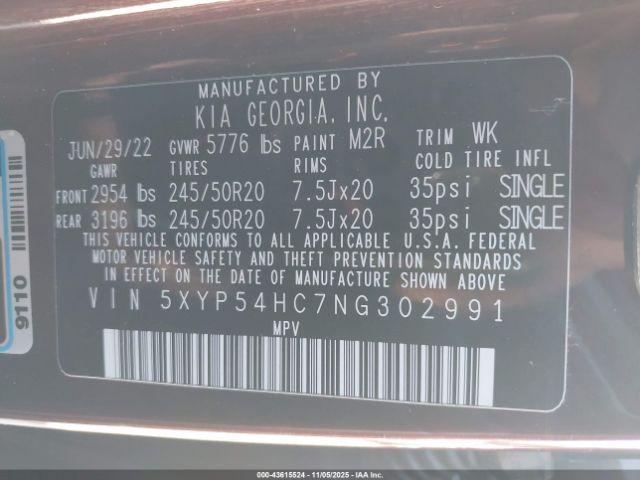 MANUFACTURED BY
KIA GEORGIA, INC.
JUN/29/22 GVWR 5776 lbs PAINT M2R TRIM WK
GAWR TIRES RIMS COLD TIRE INFL
FRONT 2954 lbs 245/50R20 7.5Jx20 35psi SINGLE
REAR 3196 lbs 245/50R20 7.5Jx20 35psi SINGLE
THIS VEHICLE CONFORMS TO ALL APPLICABLE U.S.A. FEDERAL
MOTOR VEHICLE SAFETY AND THEFT PREVENTION STANDARDS
IN EFFECT ON THE DATE OF MANUFACTURE SHOWN ABOVE.
VIN 5XYP54HC7NG302991
MPV
9110
000-43615524 - 11/05/2025 - IAAI.COM